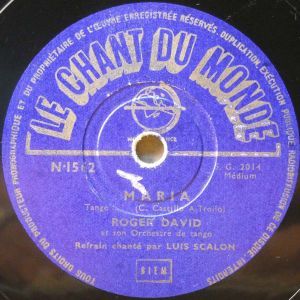 TOUS DROITS DU PRODUCTEUR PHONOGRAPHIQUE ET DU PROPRIÉTAIRE DE L'ŒUVRE ENREGISTRÉE RÉSERVÉS. DUPLICATION EXÉCUTION PUBLIQUE RADIODIFFUSION DE CE DISQUE INTERDITS
LE CHANT DU MONDE
N°1512
S. G. 2014
Médium
MARIA
Tango (C. Castillo A. Troïlo)
ROGER DAVID
et son Orchestre de tango
Refrain chanté par LUIS SCALON
BIEM